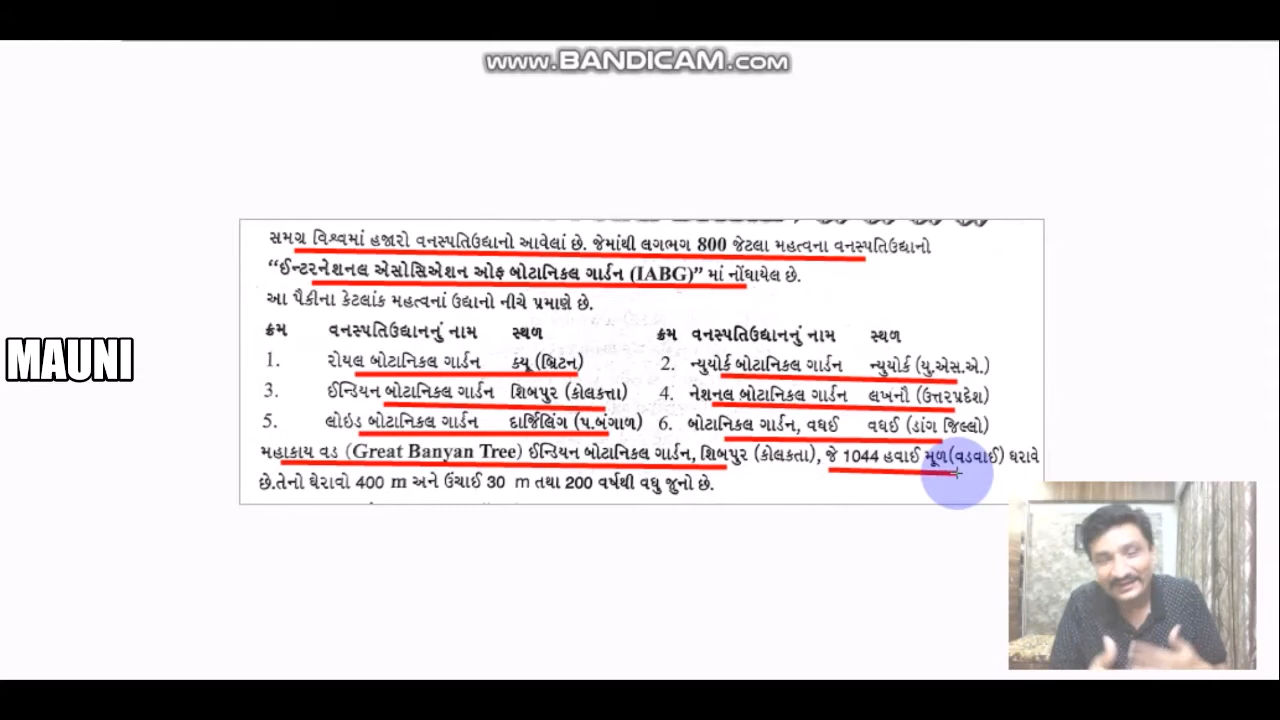 www.BANDICAM.com
સમગ્ર વિશ્વમાં હજારો વનસ્પતિઉદ્યાનો આવેલાં છે. જેમાંથી લગભગ 800 જેટલા મહત્વના વનસ્પતિઉદ્યાનો
“ઈન્ટરનેશનલ એસોસિએશન ઓફ બોટાનિકલ ગાર્ડન (IABG)” માં નોંધાયેલ છે.
આ પૈકીના કેટલાંક મહત્વનાં ઉદ્યાનો નીચે પ્રમાણે છે.
ક્રમ વનસ્પતિઉદ્યાનનું નામ સ્થળ ક્રમ વનસ્પતિઉદ્યાનનું નામ સ્થળ
1. રોયલ બોટાનિકલ ગાર્ડન ક્યૂ (બ્રિટન) 2. ન્યુયોર્ક બોટાનિકલ ગાર્ડન ન્યુયોર્ક (યુ.એસ.એ.)
MAUNI
3. ઈન્ડિયન બોટાનિકલ ગાર્ડન શિબપુર (કોલકત્તા) 4. નેશનલ બોટાનિકલ ગાર્ડન લખનૌ (ઉત્તરપ્રદેશ)
5. લોઇડ બોટાનિકલ ગાર્ડન દાર્જિલિંગ (પ.બંગાળ) 6. બોટાનિકલ ગાર્ડન, વઘઈ વઘઈ (ડાંગ જિલ્લો)
મહાકાય વડ (Great Banyan Tree) ઈન્ડિયન બોટાનિકલ ગાર્ડન, શિબપુર (કોલકતા), જે 1044 હવાઈ મૂળ(વડવાઈ) ધરાવે
છે.તેનો ઘેરાવો 400 m અને ઉંચાઈ 30 m તથા 200 વર્ષથી વધુ જુનો છે.